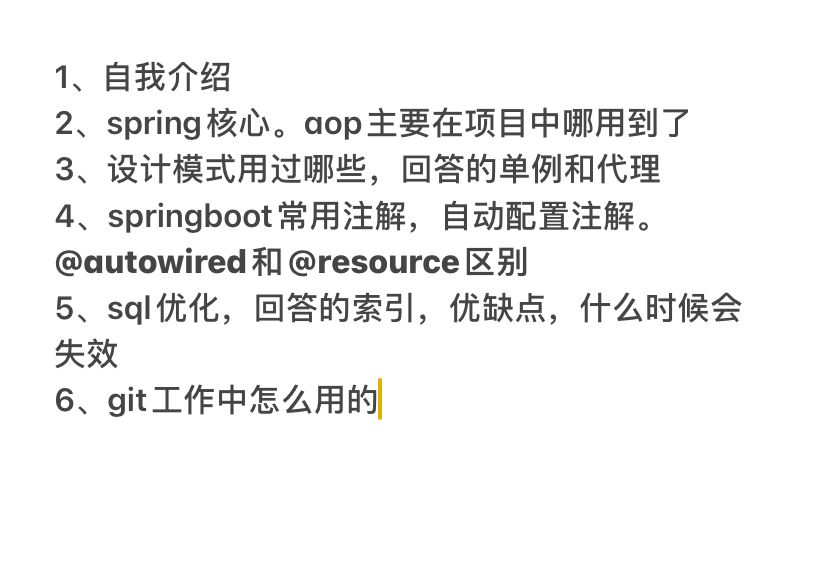 1、自我介绍
2、spring核心。aop主要在项目中哪用到了
3、设计模式用过哪些，回答的单例和代理
4、springboot常用注解，自动配置注解。
@autowired和@resource区别
5、sql优化，回答的索引，优缺点，什么时候会
失效
6、git工作中怎么用的